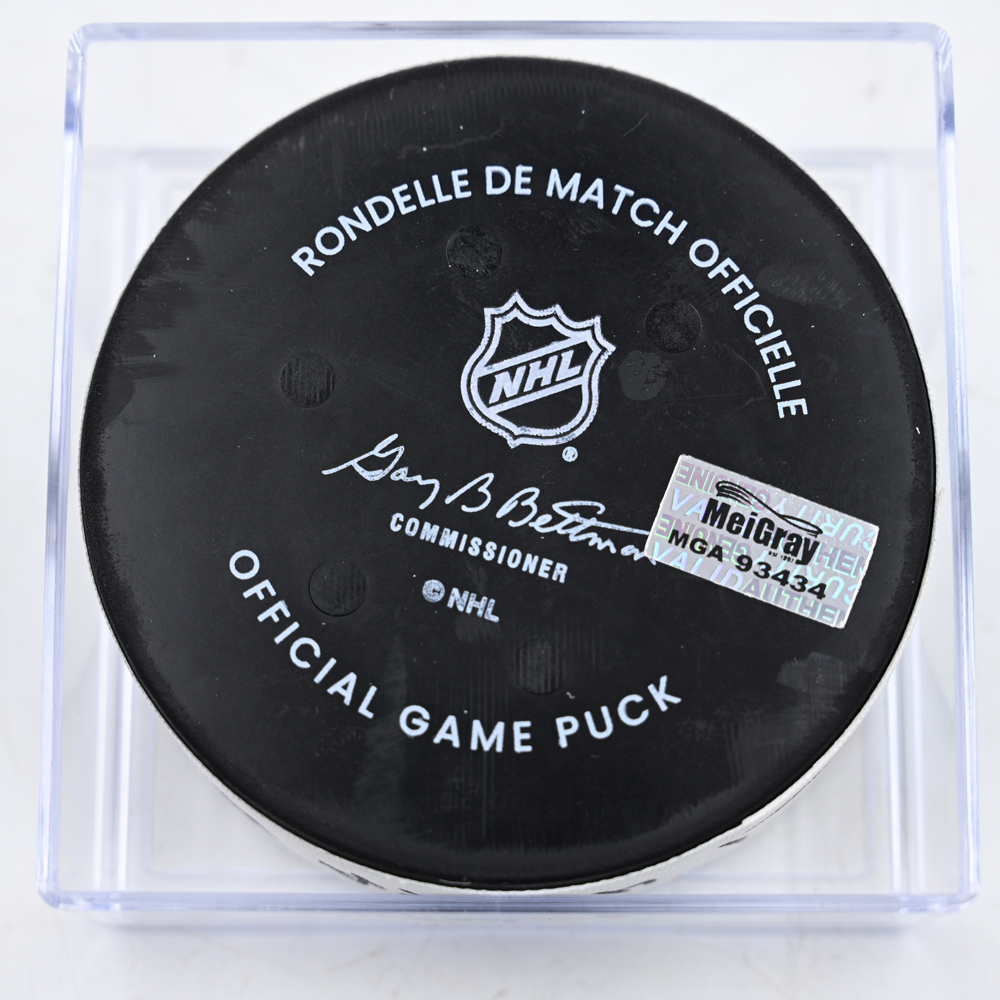 RONDELLE DE MATCH OFFICIELLE
NHL
Gary B Bettman
COMMISSIONER
© NHL
OFFICIAL GAME PUCK
MeiGray
MGA 93434